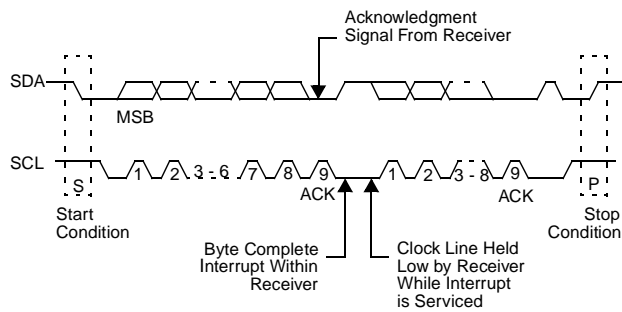 Acknowledgment
Signal From Receiver
SDA
MSB
SCL
S
1
2
3 - 6
7
8
9
ACK
1
2
3 - 8
9
ACK
P
Start
Condition
Byte Complete
Interrupt Within
Receiver
Clock Line Held
Low by Receiver
While Interrupt
is Serviced
Stop
Condition